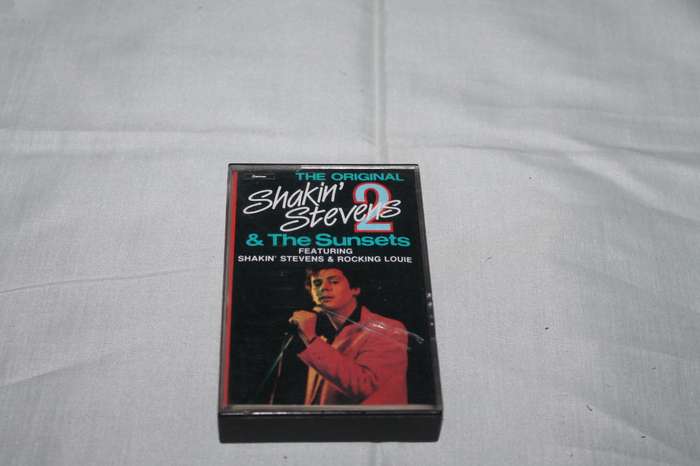 THE ORIGINAL
Shakin'
Stevens 2
& The Sunsets
FEATURING
SHAKIN' STEVENS & ROCKING LOUIE